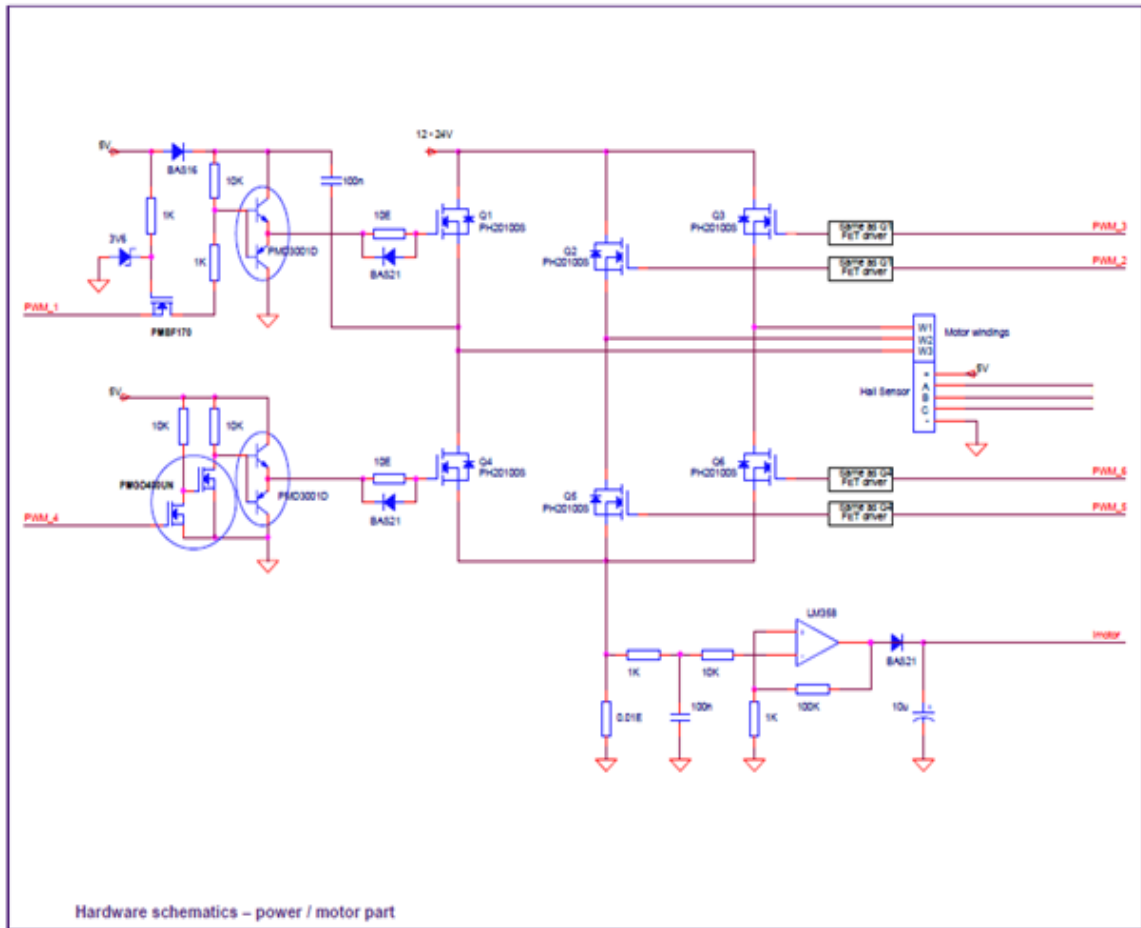 12 - 24V
5V
BAS16
10K
100n
1K
10E
Q1
PH20100S
Q3
PH20100S
Same as Q1
FET driver
PWM_3
3V6
1K
PMD3001D
BAS21
Q2
PH20100S
Same as Q1
FET driver
PWM_2
PWM_1
PMBF170
W1
Motor windings
W2
W3
5V
+
Hall Sensor
A
B
C
-
5V
10K
10K
10E
Q4
PH20100S
Q6
PH20100S
Same as Q4
FET driver
PWM_6
PMGD400UN
PMD3001D
BAS21
Q5
PH20100S
Same as Q4
FET driver
PWM_5
PWM_4
LM358
Imotor
1K
10K
BAS21
0.01E
100n
1K
100K
10u
Hardware schematics – power / motor part